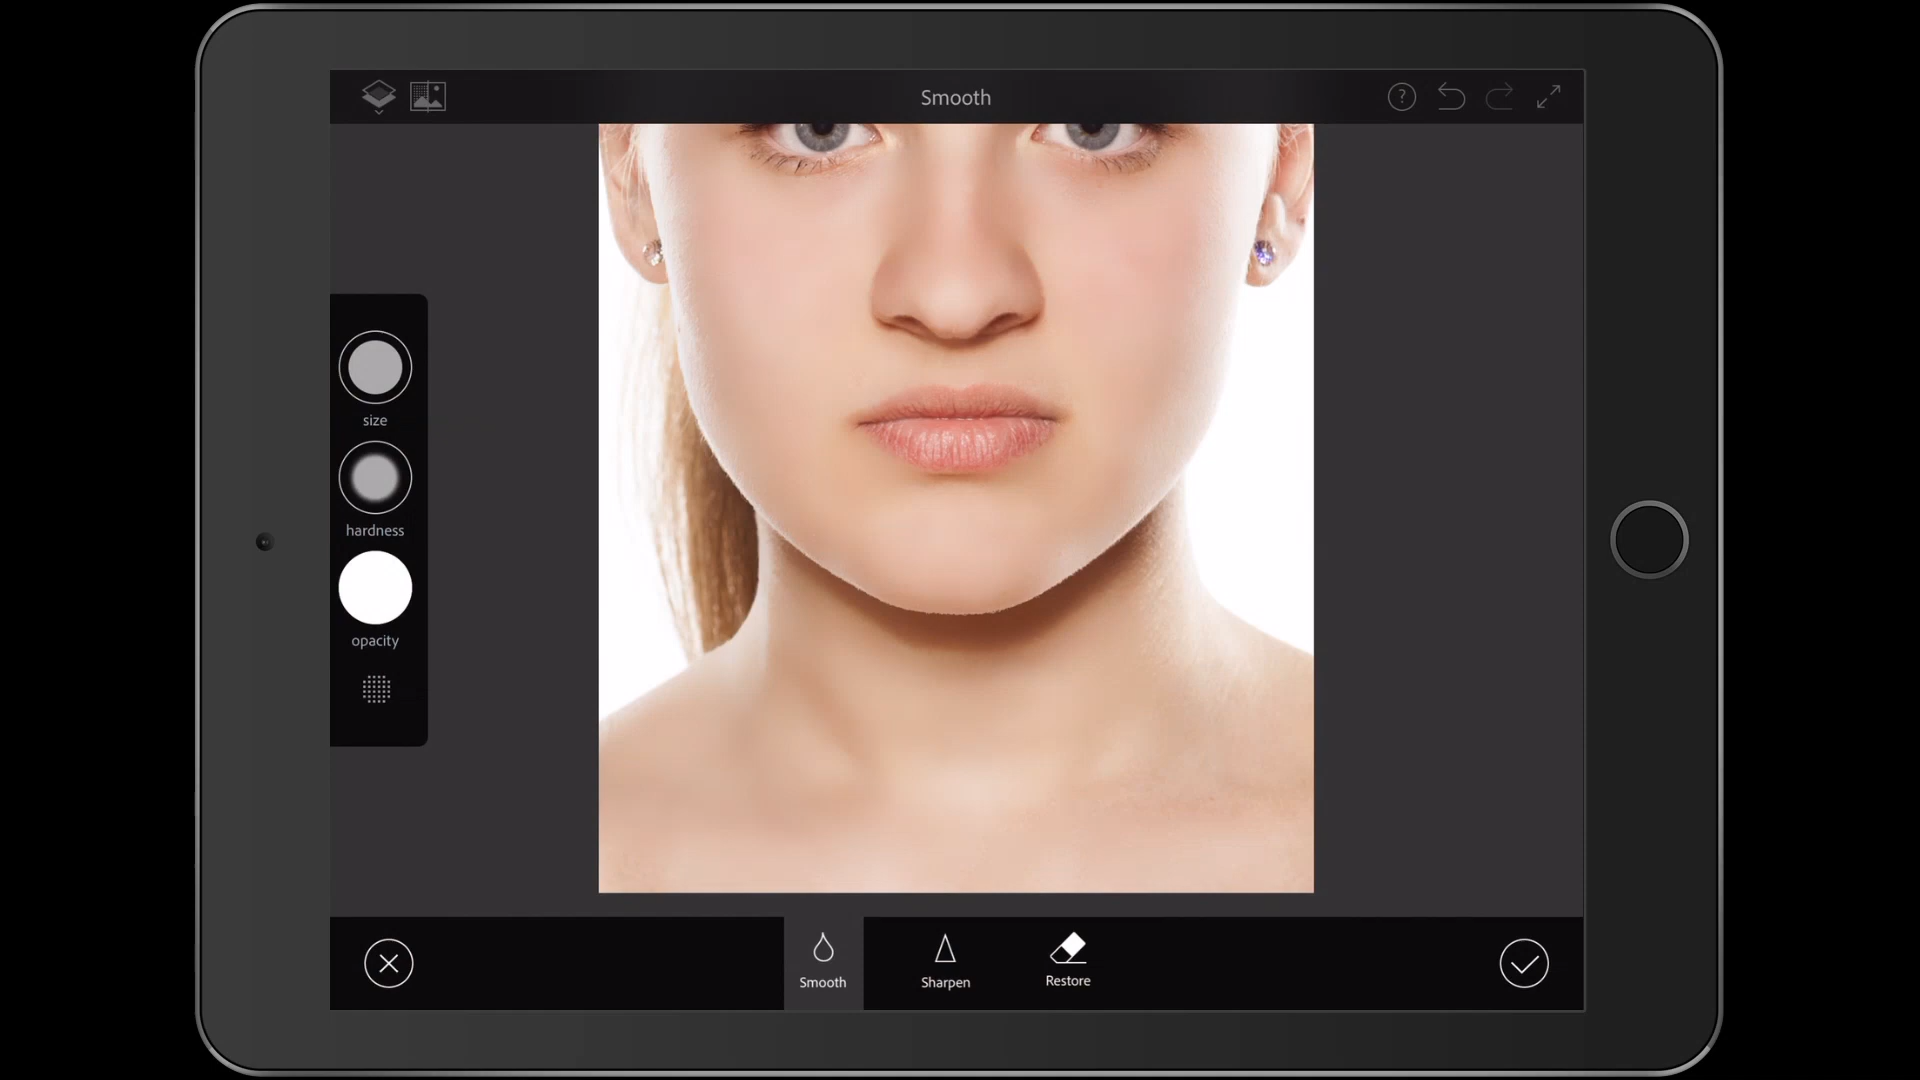 Smooth
?
size
hardness
opacity
Smooth
Sharpen
Restore